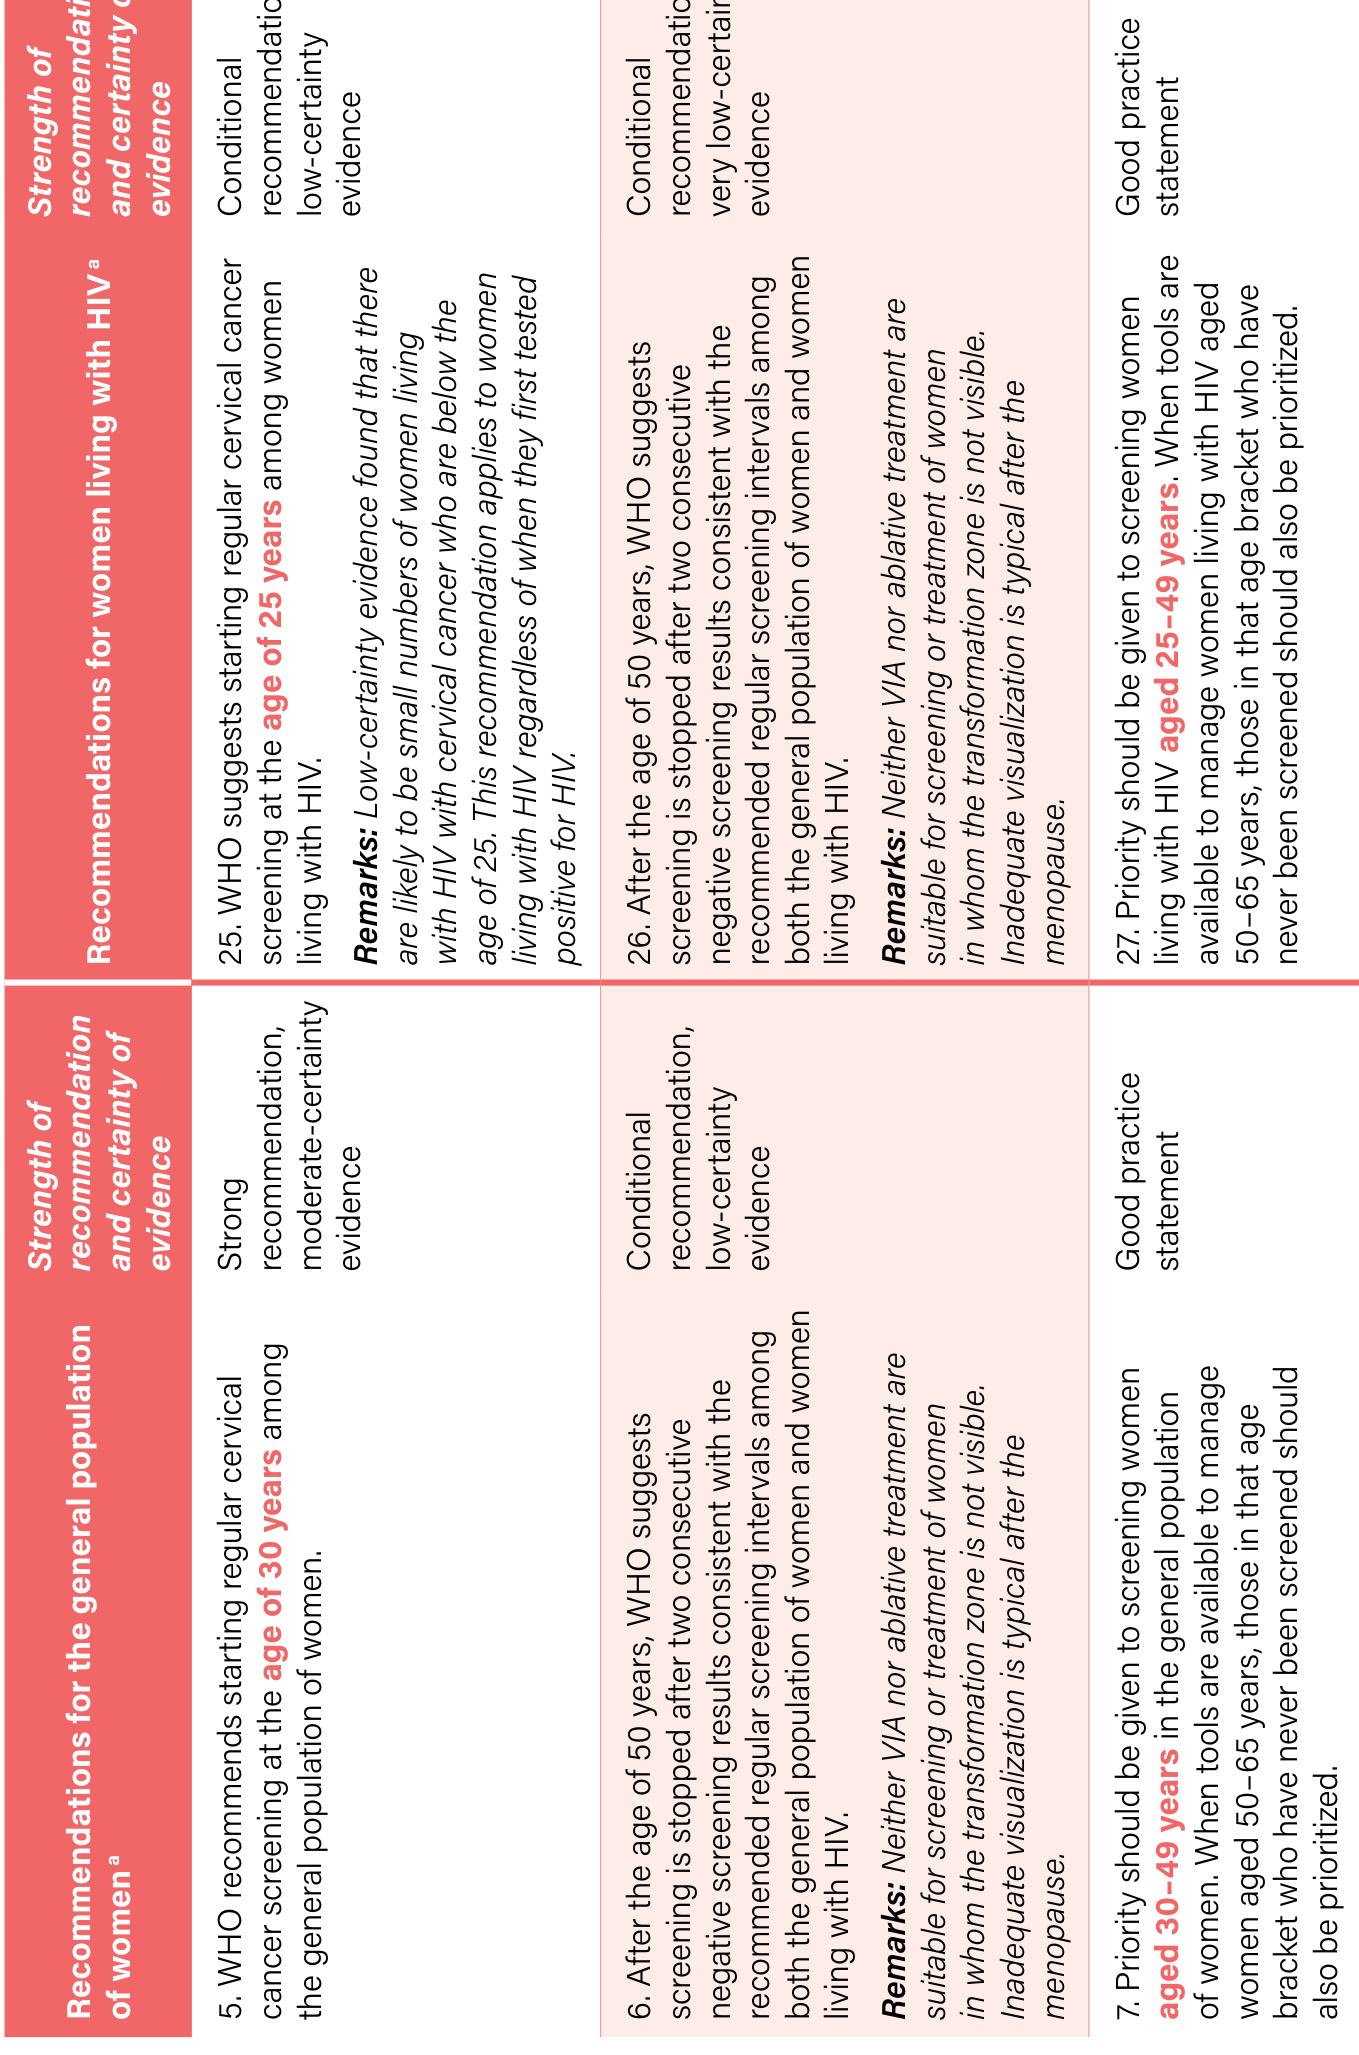 Recommendations for the general population
of women a
Strength of
recommendation
and certainty of
evidence
Recommendations for women living with HIV a
Strength of
and certainty
evidence
5. WHO recommends starting regular cervical
cancer screening at the age of 30 years among
the general population of women.
Strong
recommendation,
moderate-certainty
evidence
25. WHO suggests starting regular cervical cancer
screening at the age of 25 years among women
living with HIV.
Remarks: Low-certainty evidence found that there
are likely to be small numbers of women living
with HIV with cervical cancer who are below the
age of 25. This recommendation applies to women
living with HIV regardless of when they first tested
positive for HIV.
Conditional
low-certainty
evidence
6. After the age of 50 years, WHO suggests
screening is stopped after two consecutive
negative screening results consistent with the
recommended regular screening intervals among
both the general population of women and women
living with HIV.
Remarks: Neither VIA nor ablative treatment are
suitable for screening or treatment of women
in whom the transformation zone is not visible.
Inadequate visualization is typical after the
menopause.
Conditional
recommendation,
low-certainty
evidence
26. After the age of 50 years, WHO suggests
screening is stopped after two consecutive
negative screening results consistent with the
recommended regular screening intervals among
both the general population of women and women
living with HIV.
Remarks: Neither VIA nor ablative treatment are
suitable for screening or treatment of women
in whom the transformation zone is not visible.
Inadequate visualization is typical after the
menopause.
Conditional
very
evidence
7. Priority should be given to screening women
aged 30–49 years in the general population
of women. When tools are available to manage
women aged 50–65 years, those in that age
bracket who have never been screened should
also be prioritized.
Good practice
statement
27. Priority should be given to screening women
living with HIV aged 25–49 years. When tools are
available to manage women living with HIV aged
50–65 years, those in that age bracket who have
never been screened should also be prioritized.
Good practice
statement